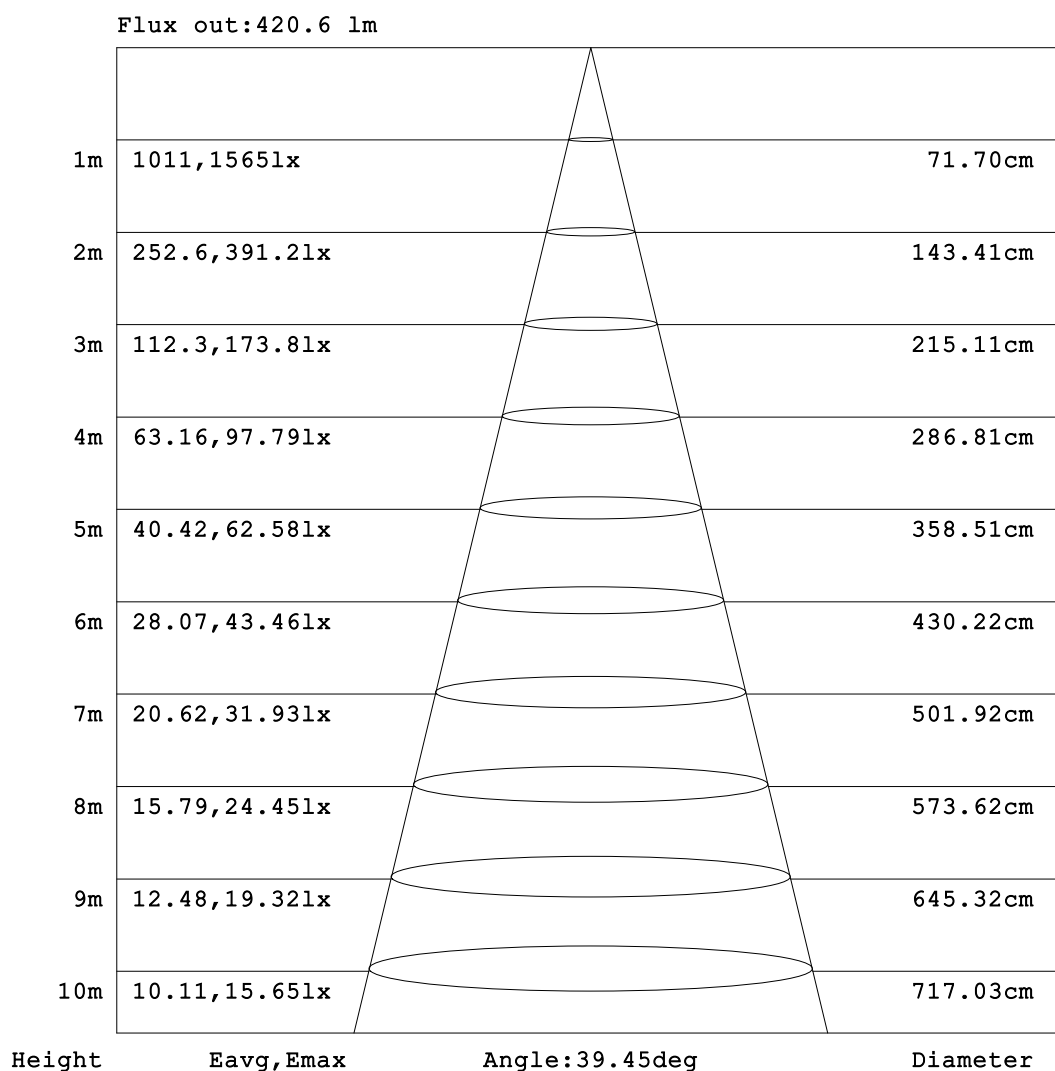 Flux out:420.6 lm
1m 1011,1565lx 71.70cm
2m 252.6,391.2lx 143.41cm
3m 112.3,173.8lx 215.11cm
4m 63.16,97.79lx 286.81cm
5m 40.42,62.58lx 358.51cm
6m 28.07,43.46lx 430.22cm
7m 20.62,31.93lx 501.92cm
8m 15.79,24.45lx 573.62cm
9m 12.48,19.32lx 645.32cm
10m 10.11,15.65lx 717.03cm
Height Eavg,Emax Angle:39.45deg Diameter